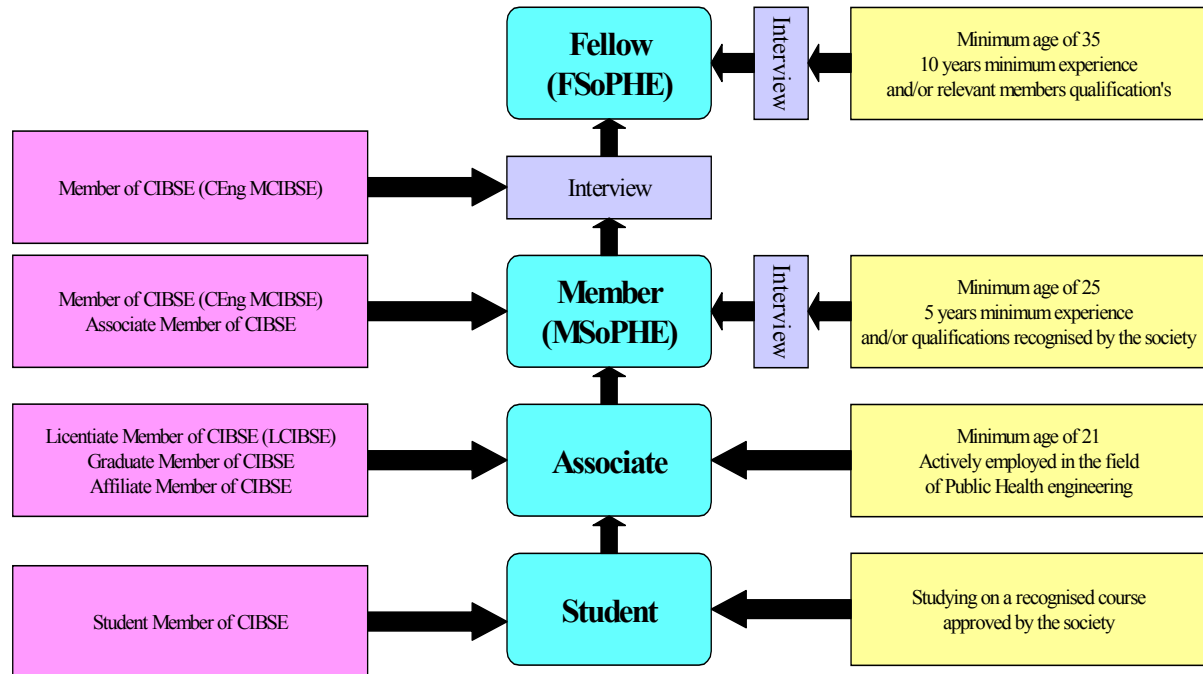 Fellow
(FSoPHE)
Interview
Minimum age of 35
10 years minimum experience
and/or relevant members qualification's
Member of CIBSE (CEng MCIBSE)
Interview
Member of CIBSE (CEng MCIBSE)
Associate Member of CIBSE
Member
(MSoPHE)
Interview
Minimum age of 25
5 years minimum experience
and/or qualifications recognised by the society
Licentiate Member of CIBSE (LCIBSE)
Graduate Member of CIBSE
Affiliate Member of CIBSE
Associate
Minimum age of 21
Actively employed in the field
of Public Health engineering
Student Member of CIBSE
Student
Studying on a recognised course
approved by the society